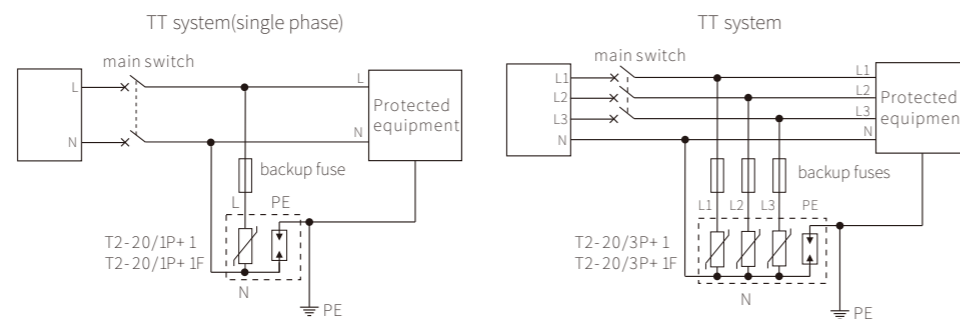 TT system(single phase)
main switch
L
L
N
N
Protected
equipment
backup fuse
L
PE
T2-20/1P+1
T2-20/1P+1F
N
PE
TT system
main switch
L1
L2
L3
N
L1
L2
L3
N
Protected
equipment
backup fuses
L1
L2
L3
PE
T2-20/3P+1
T2-20/3P+1F
N
PE